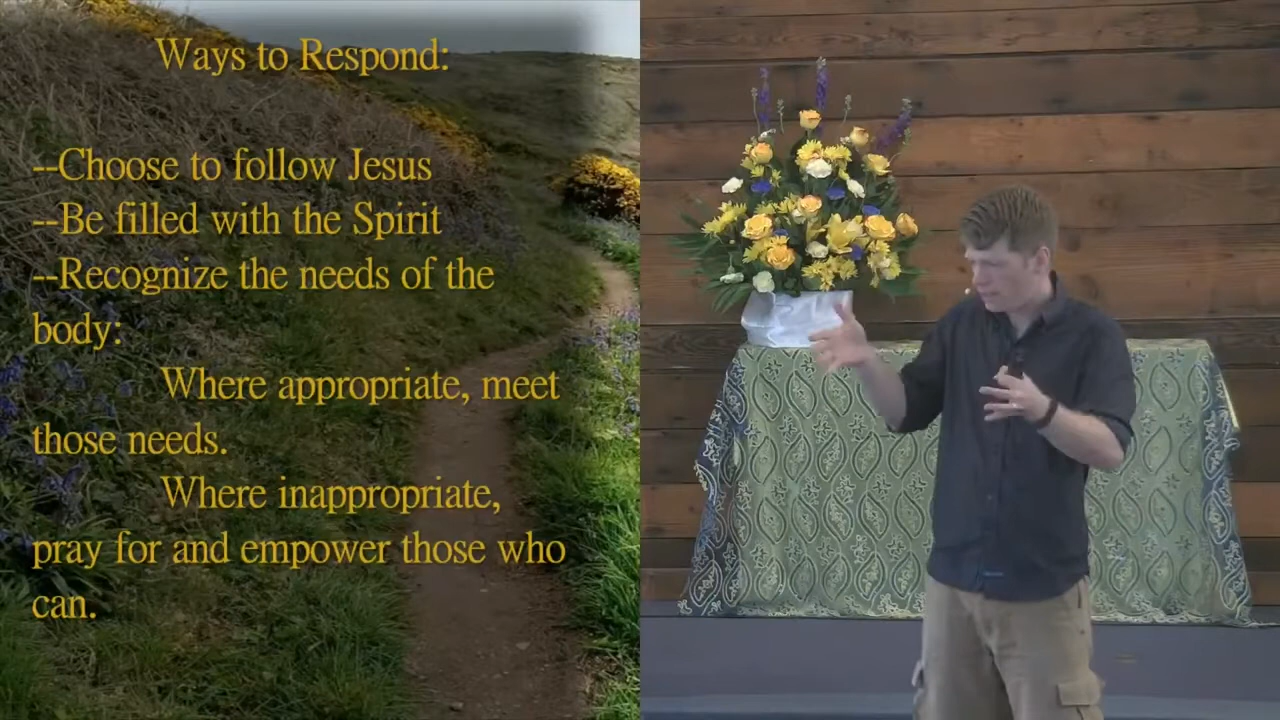 Ways to Respond:
--Choose to follow Jesus
--Be filled with the Spirit
--Recognize the needs of the
body:
Where appropriate, meet
those needs.
Where inappropriate,
pray for and empower those who
can.